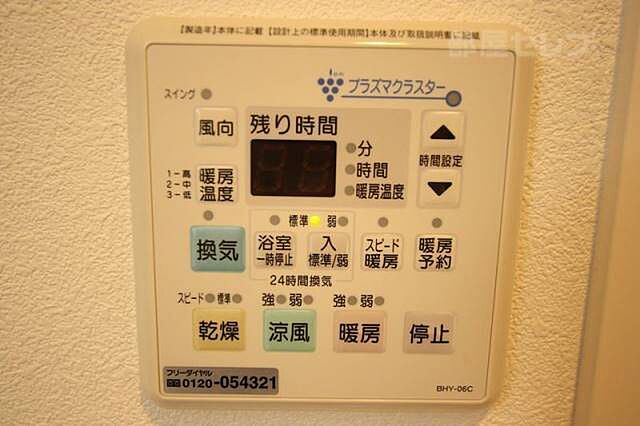 『製造年』本体に記載 【設計上の標準使用期間】本体及び取扱説明書に記載
部屋セレブ
プラズマクラスター
スイング
風向
残り時間
分
時間
暖房温度
時間設定
1-高
2-中
3-低
暖房
温度
換気
標準 弱
浴室
一時停止
入
標準/弱
24時間換気
スピード
暖房
暖房
予約
スピード 標準
乾燥
強 弱
涼風
強 弱
暖房
停止
フリーダイヤル
0120-054321
BHY-06C